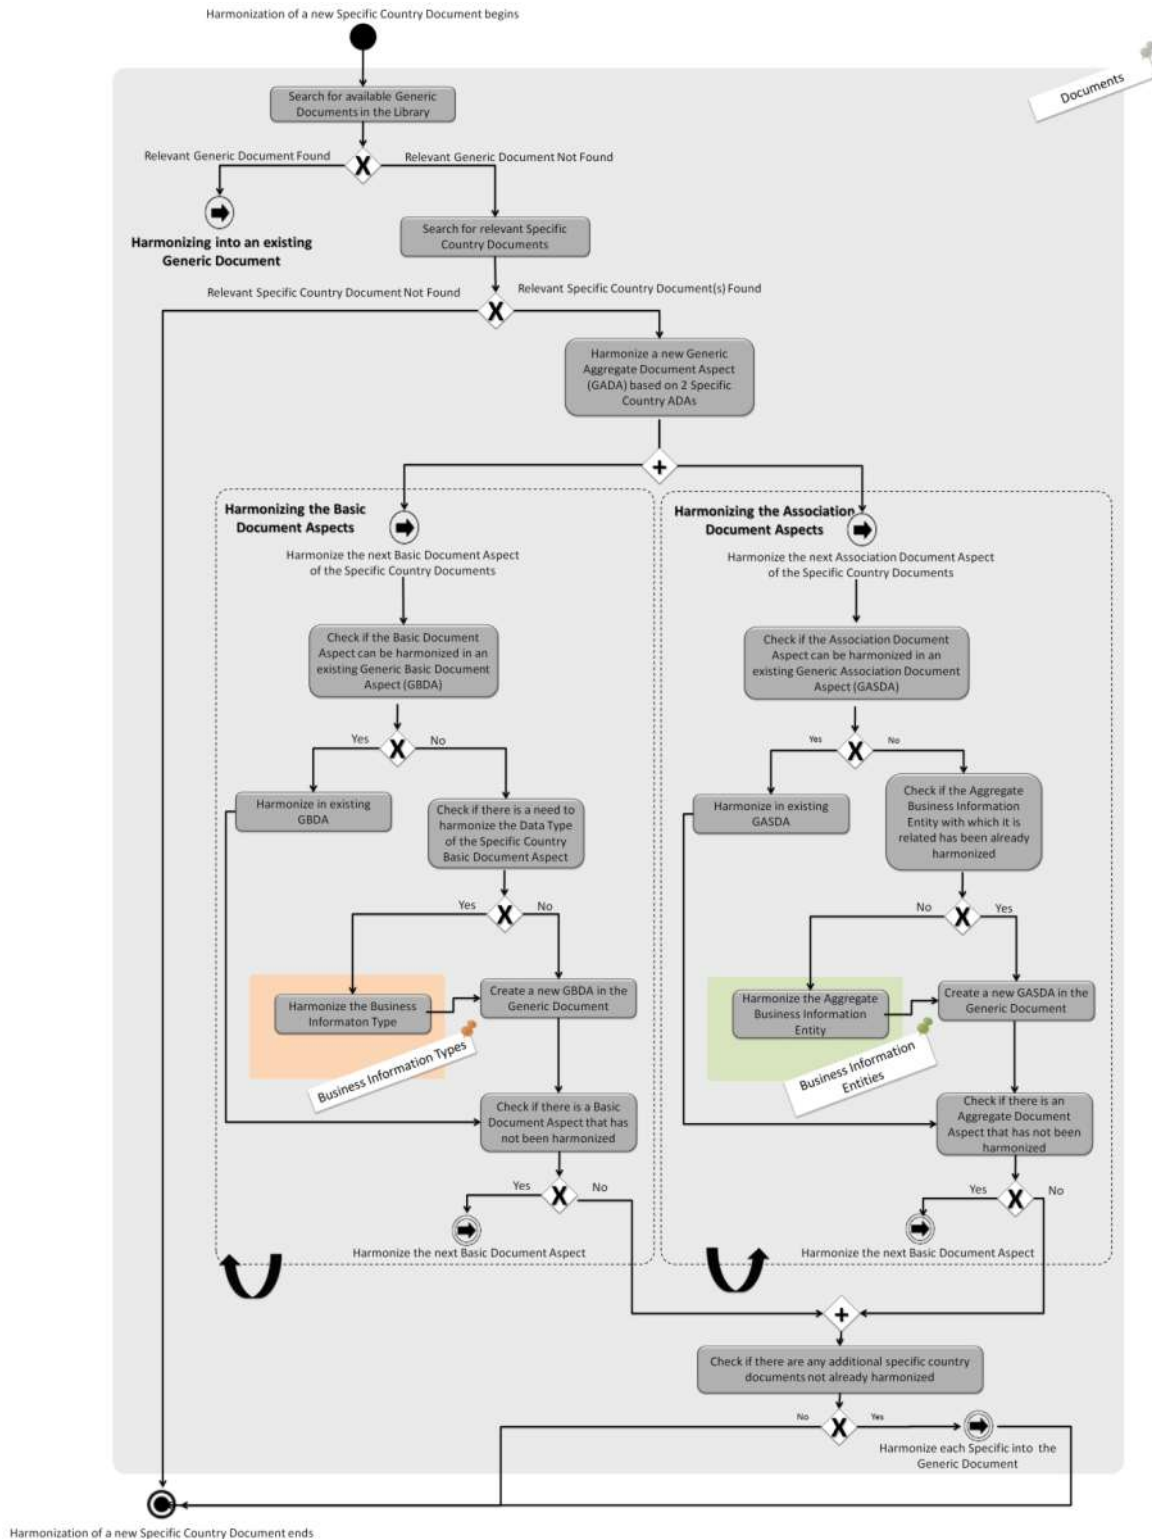 Harmonization of a new Specific Country Document begins
Documents
Search for available Generic
Documents in the Library
Relevant Generic Document Found
X
Relevant Generic Document Not Found
Harmonizing into an existing
Generic Document
Search for relevant Specific
Country Documents
Relevant Specific Country Document Not Found
X
Relevant Specific Country Document(s) Found
Harmonize a new Generic
Aggregate Document Aspect
(GADA) based on 2 Specific
Country ADAs
+
Harmonizing the Basic
Document Aspects
Harmonize the next Basic Document Aspect
of the Specific Country Documents
Check if the Basic Document
Aspect can be harmonized in an
existing Generic Basic Document
Aspect (GBDA)
Yes
X
No
Harmonize in existing
GBDA
Check if there is a need to
harmonize the Data Type
of the Specific Country
Basic Document Aspect
Yes
X
No
Harmonize the Business
Informaton Type
Create a new GBDA in the
Generic Document
Business Information Types
Check if there is a Basic
Document Aspect that has
not been harmonized
Yes
X
No
Harmonize the next Basic Document Aspect
Harmonizing the Association
Document Aspects
Harmonize the next Association Document Aspect
of the Specific Country Documents
Check if the Association Document
Aspect can be harmonized in an
existing Generic Association Document
Aspect (GASDA)
Yes
X
No
Harmonize in existing
GASDA
Check if the Aggregate
Business Information
Entity with which it is
related has been already
harmonized
No
X
Yes
Harmonize the Aggregate
Business Information
Entity
Create a new GASDA in the
Generic Document
Business Information
Entities
Check if there is an
Aggregate Document
Aspect that has not been
harmonized
Yes
X
No
Harmonize the next Basic Document Aspect
+
Check if there are any additional specific country
documents not already harmonized
No
X
Yes
Harmonize each Specific into the
Generic Document
Harmonization of a new Specific Country Document ends